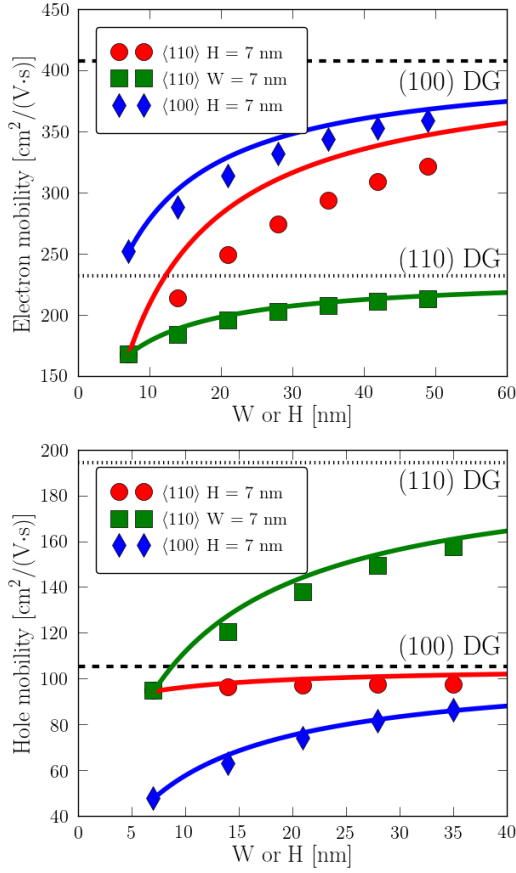 450
400
350
300
250
200
150
Electron mobility [cm²/(V·s)]
⟨110⟩ H = 7 nm
⟨110⟩ W = 7 nm
⟨100⟩ H = 7 nm
(100) DG
(110) DG
0 10 20 30 40 50 60
W or H [nm]
200
180
160
140
120
100
80
60
40
Hole mobility [cm²/(V·s)]
⟨110⟩ H = 7 nm
⟨110⟩ W = 7 nm
⟨100⟩ H = 7 nm
(110) DG
(100) DG
0 5 10 15 20 25 30 35 40
W or H [nm]